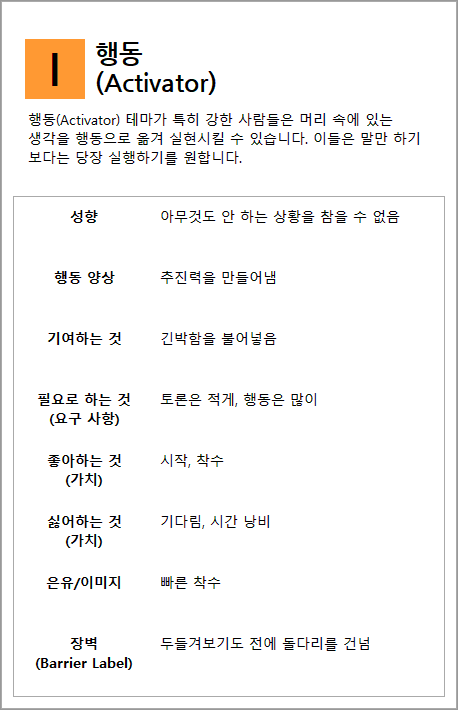 I
행동
(Activator)
행동(Activator) 테마가 특히 강한 사람들은 머리 속에 있는
생각을 행동으로 옮겨 실현시킬 수 있습니다. 이들은 말만 하기
보다는 당장 실행하기를 원합니다.
성향 아무것도 안 하는 상황을 참을 수 없음
행동 양상 추진력을 만들어냄
기여하는 것 긴박함을 불어넣음
필요로 하는 것 토론은 적게, 행동은 많이
(요구 사항)
좋아하는 것 시작, 착수
(가치)
싫어하는 것 기다림, 시간 낭비
(가치)
은유/이미지 빠른 착수
장벽 두들겨보기도 전에 돌다리를 건넘
(Barrier Label)